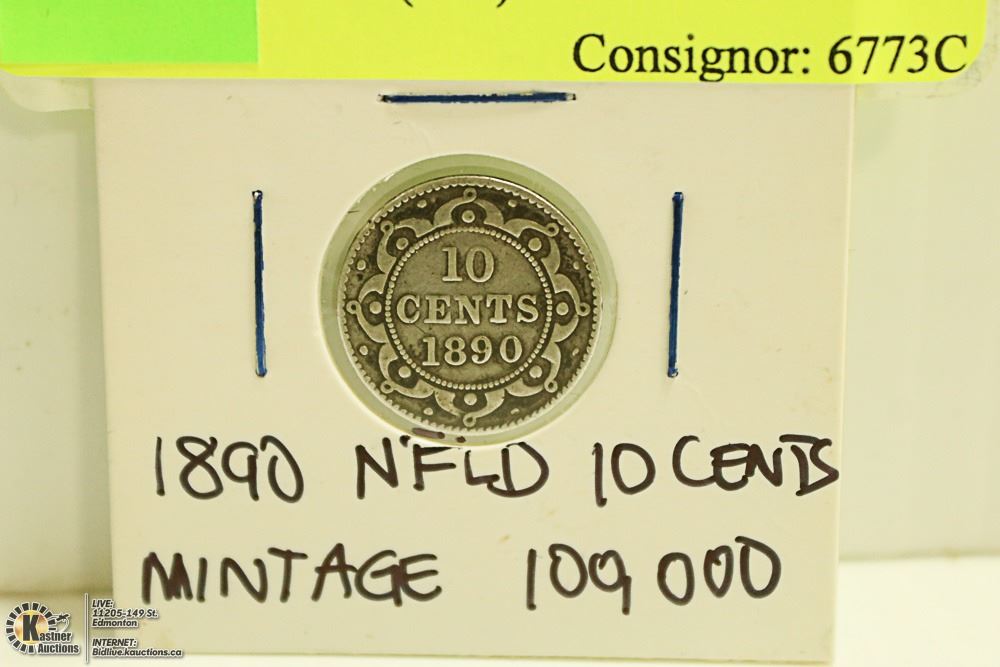 Consignor: 6773C
10
CENTS
1890
1890 N'FLD 10 CENTS
MINTAGE 100,000
Kastner
Auctions
LIVE:
11205-149 St.
Edmonton
INTERNET:
Bidlive.kauctions.ca